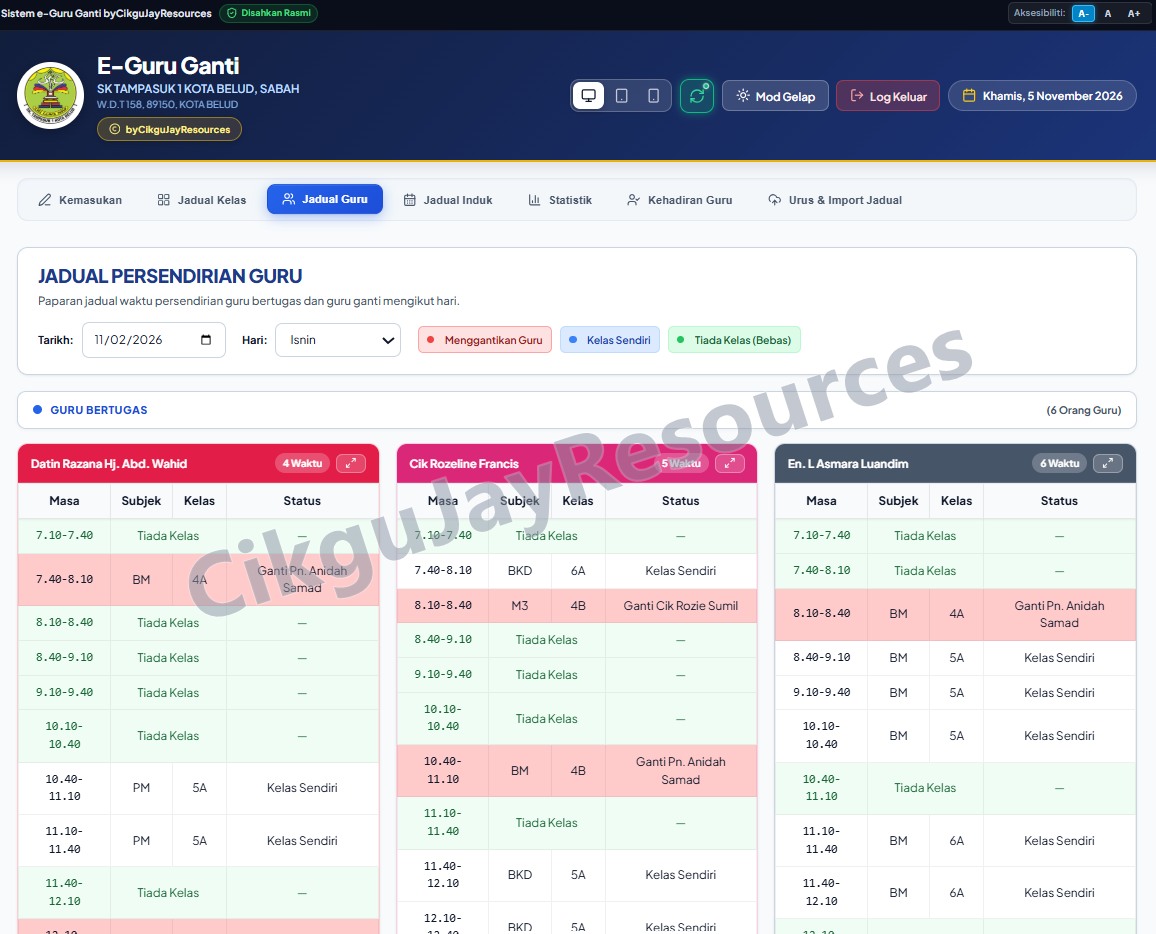 Sistem e-Guru Ganti byCikguJayResources
Disahkan Rasmi
Aksesibiliti: A- A A+
E-Guru Ganti
SK TAMPASUK 1 KOTA BELUD, SABAH
W.D.T 158, 89150, KOTA BELUD
© byCikguJayResources
Mod Gelap
Log Keluar
Khamis, 5 November 2026
Kemasukan
Jadual Kelas
Jadual Guru
Jadual Induk
Statistik
Kehadiran Guru
Urus & Import Jadual
JADUAL PERSENDIRIAN GURU
Paparan jadual waktu persendirian guru bertugas dan guru ganti mengikut hari.
Tarikh: 11/02/2026 Hari: Isnin
Menggantikan Guru
Kelas Sendiri
Tiada Kelas (Bebas)
GURU BERTUGAS
(6 Orang Guru)
Datin Razana Hj. Abd. Wahid 4 Waktu
Masa Subjek Kelas Status
7.10-7.40 Tiada Kelas —
7.40-8.10 BM 4A Ganti Pn. Anidah
Samad
8.10-8.40 Tiada Kelas —
8.40-9.10 Tiada Kelas —
9.10-9.40 Tiada Kelas —
10.10-
10.40 Tiada Kelas —
10.40-
11.10 PM 5A Kelas Sendiri
11.10-
11.40 PM 5A Kelas Sendiri
11.40-
12.10 Tiada Kelas —
Cik Rozeline Francis 5 Waktu
Masa Subjek Kelas Status
7.10-7.40 Tiada Kelas —
7.40-8.10 BKD 6A Kelas Sendiri
8.10-8.40 M3 4B Ganti Cik Rozie Sumil
8.40-9.10 Tiada Kelas —
9.10-9.40 Tiada Kelas —
10.10-
10.40 Tiada Kelas —
10.40-
11.10 BM 4B Ganti Pn. Anidah
Samad
11.10-
11.40 Tiada Kelas —
11.40-
12.10 BKD 5A Kelas Sendiri
12.10-
12.40 BKD 5A Kelas Sendiri
En. L Asmara Luandim 6 Waktu
Masa Subjek Kelas Status
7.10-7.40 Tiada Kelas —
7.40-8.10 Tiada Kelas —
8.10-8.40 BM 4A Ganti Pn. Anidah
Samad
8.40-9.10 BM 5A Kelas Sendiri
9.10-9.40 BM 5A Kelas Sendiri
10.10-
10.40 BM 5A Kelas Sendiri
10.40-
11.10 Tiada Kelas —
11.10-
11.40 BM 6A Kelas Sendiri
11.40-
12.10 BM 6A Kelas Sendiri
CikguJayResources